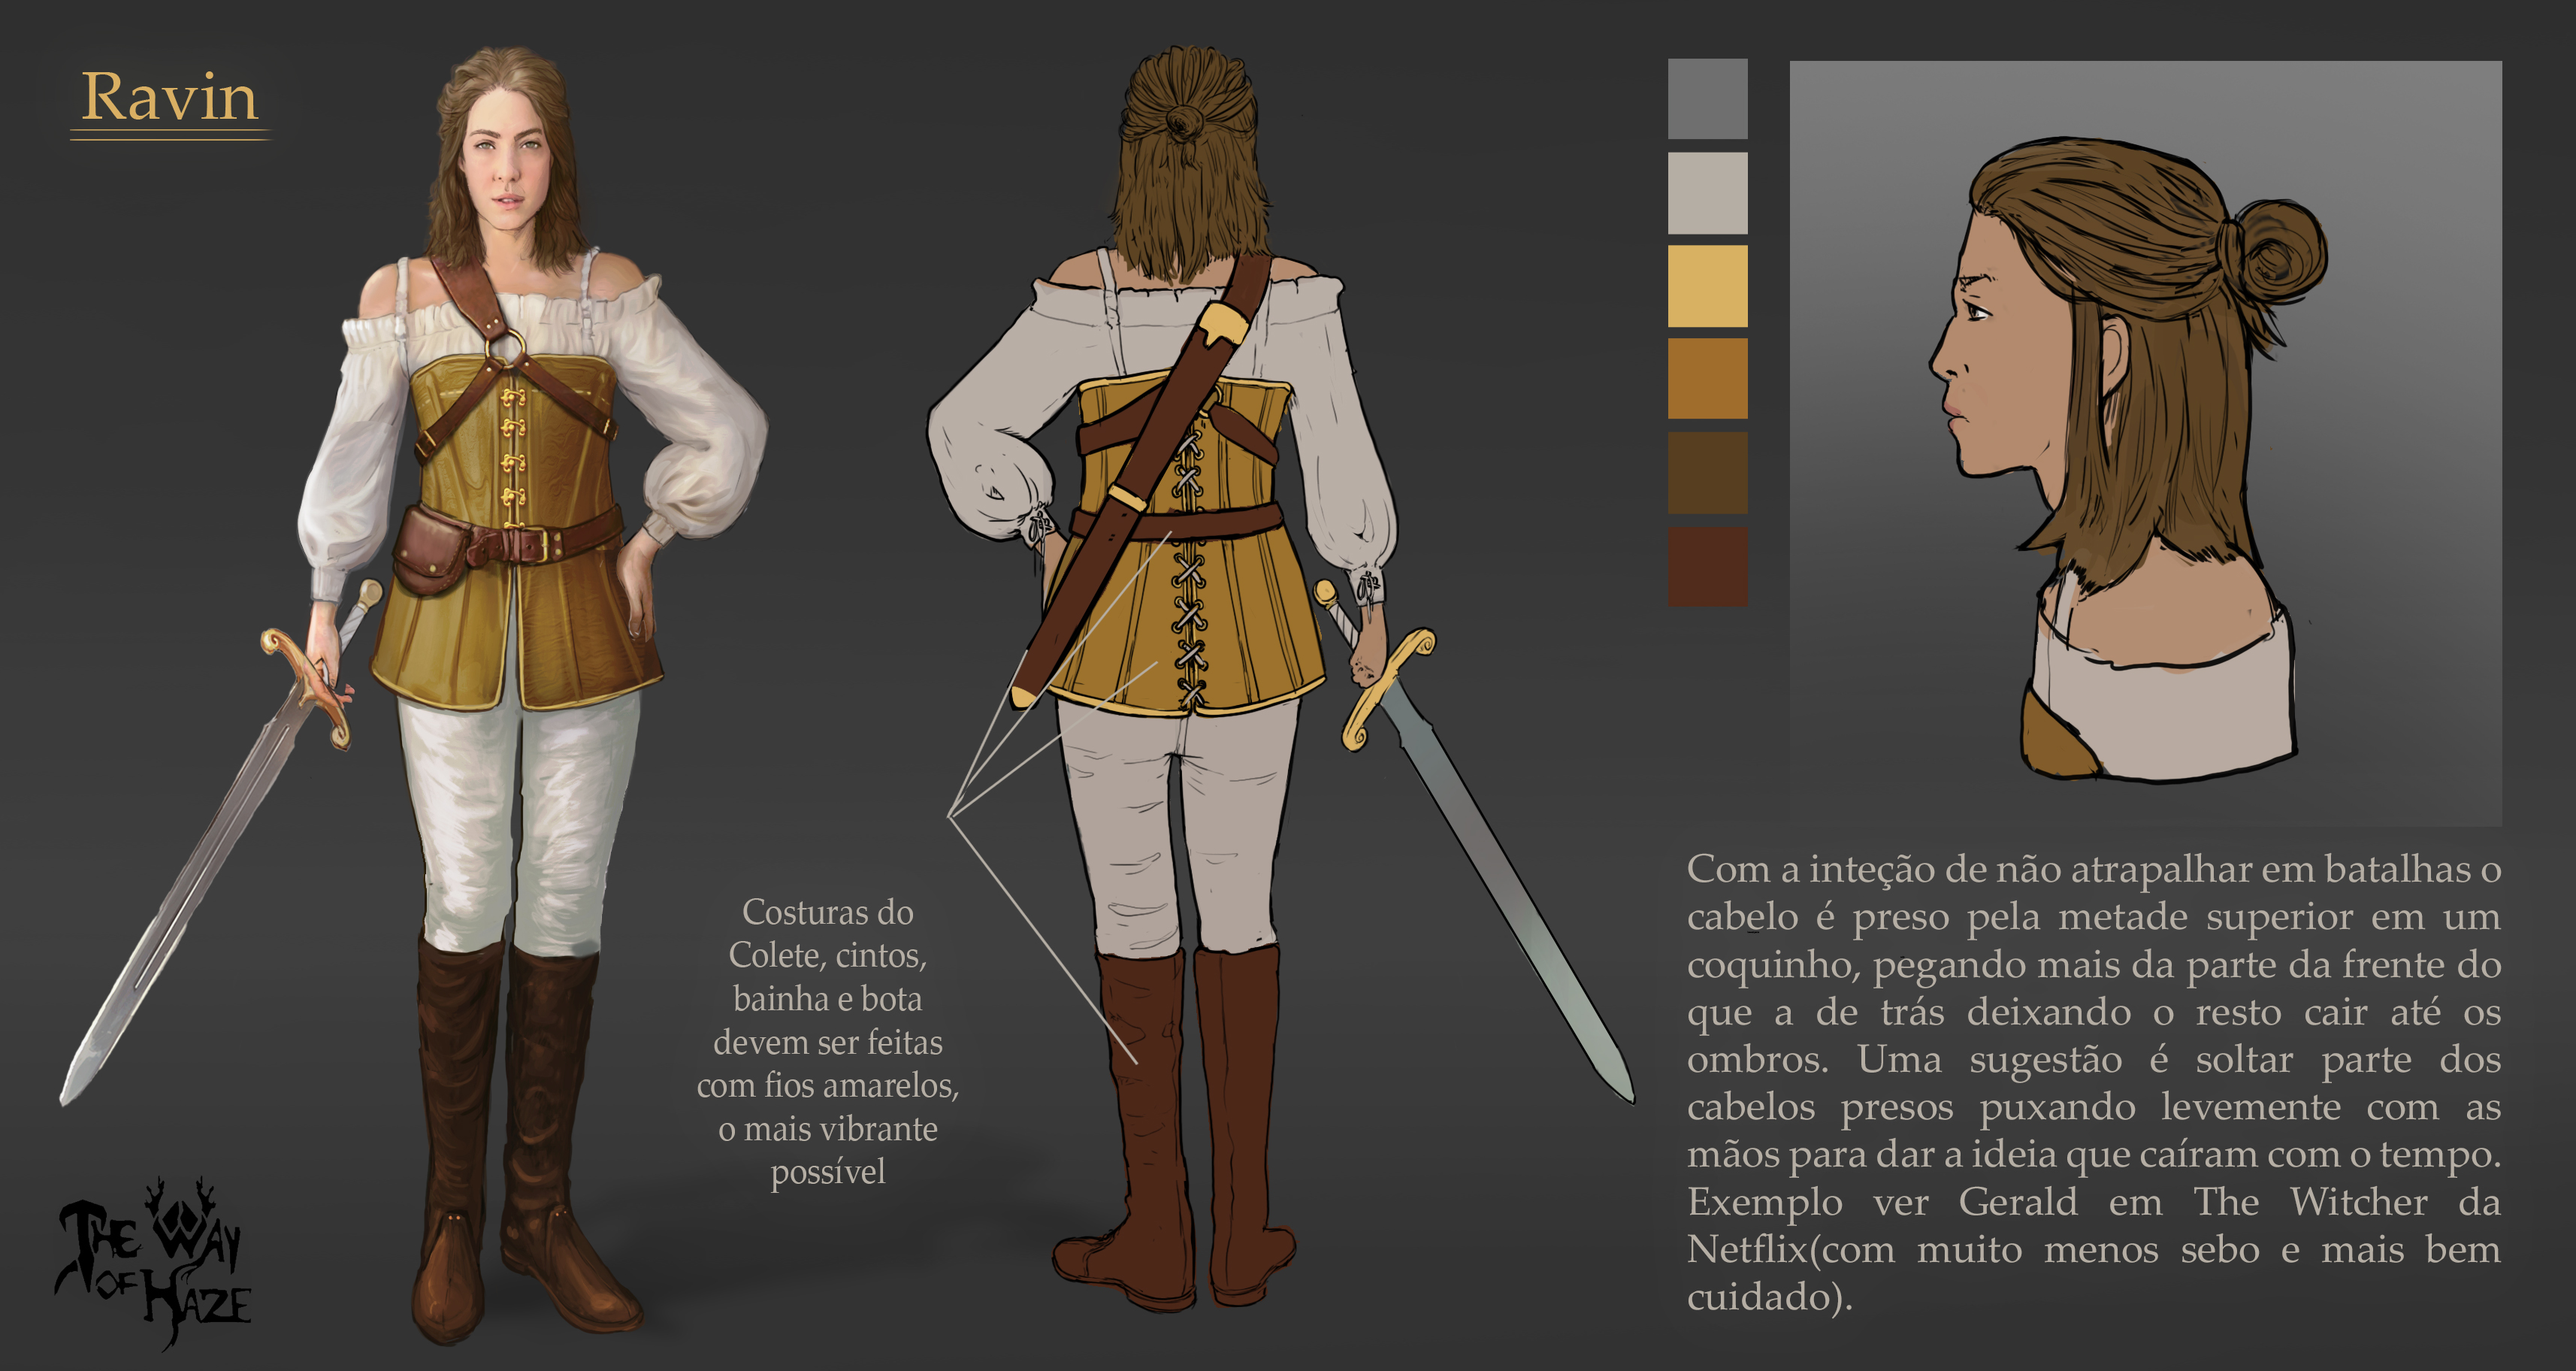 Ravin
Costuras do
Colete, cintos,
bainha e bota
devem ser feitas
com fios amarelos,
o mais vibrante
possível
Com a inteção de não atrapalhar em batalhas o
cabelo é preso pela metade superior em um
coquinho, pegando mais da parte da frente do
que a de trás deixando o resto cair até os
ombros. Uma sugestão é soltar parte dos
cabelos presos puxando levemente com as
mãos para dar a ideia que caíram com o tempo.
Exemplo ver Gerald em The Witcher da
Netflix(com muito menos sebo e mais bem
cuidado).
THE WAY
OF HAZE